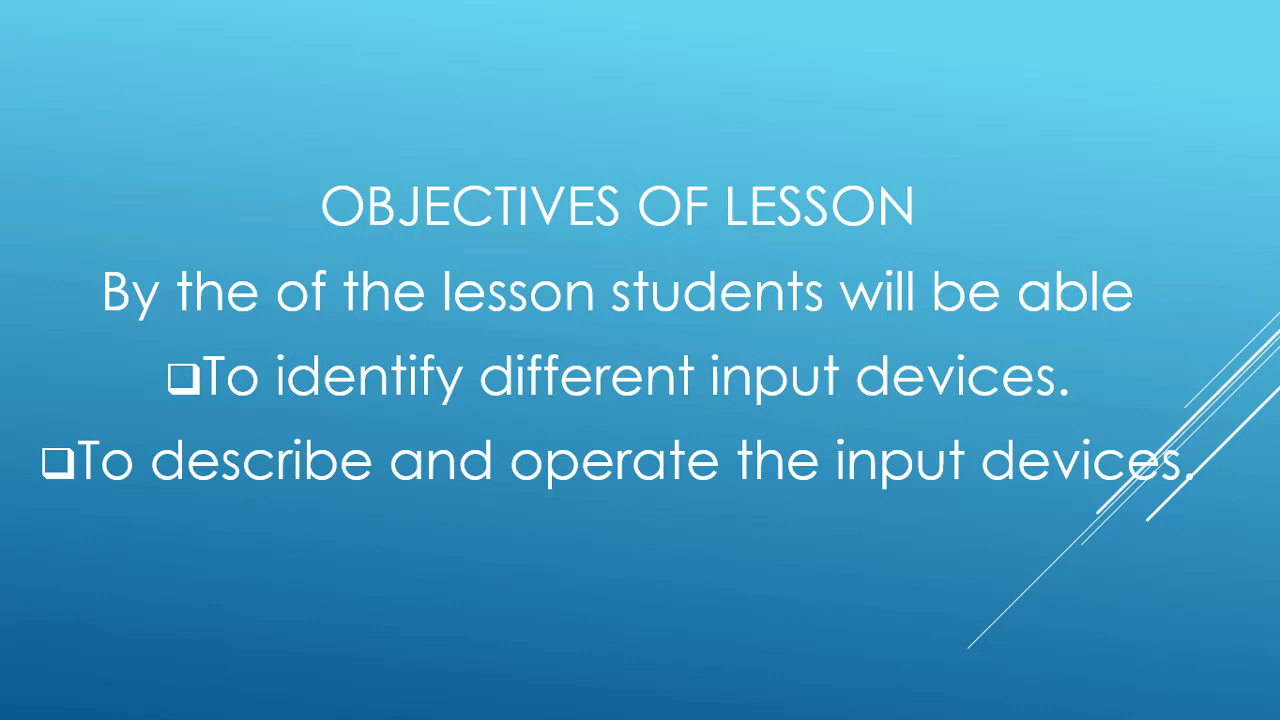 OBJECTIVES OF LESSON
By the of the lesson students will be able
❑To identify different input devices.
❑To describe and operate the input devices.